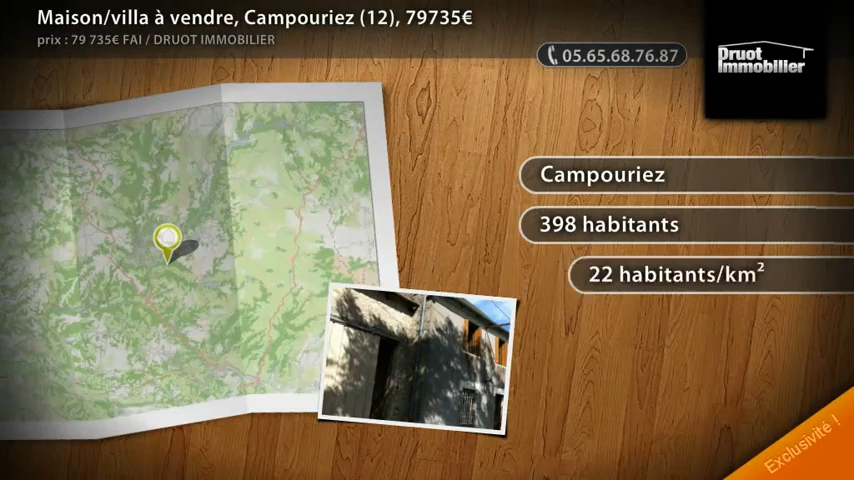 Maison/villa à vendre, Campouriez (12), 79735€
prix : 79 735€ FAI / DRUOT IMMOBILIER
05.65.68.76.87
Druot
Immobilier
Campouriez
398 habitants
22 habitants/km²
Exclusivité !